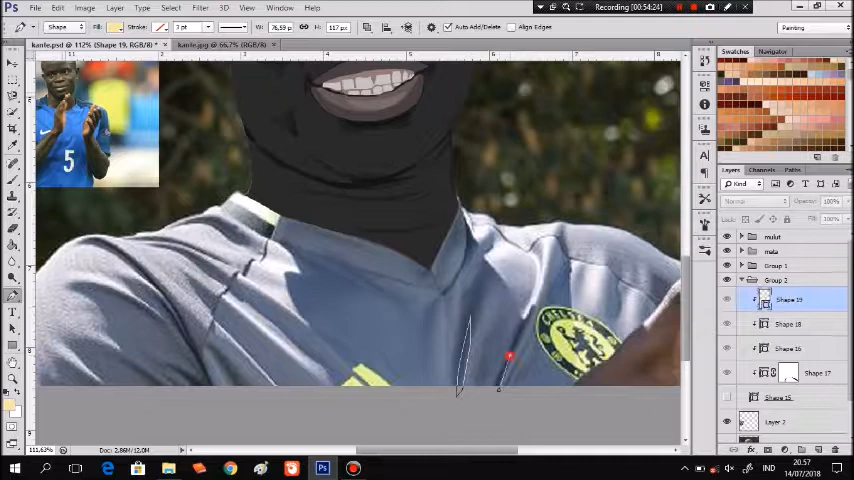 Ps File Edit Image Layer Type Select Filter 3D View Window Help
Recording [00:54:24]
Shape Fill: Stroke: 3 pt W: 76,59 p H: 117 px Auto Add/Delete Align Edges Painting
kante.psd @ 112% (Shape 19, RGB/8) * × kante.jpg @ 66,7% (RGB/8) ×
Swatches Navigator
5
CHELSEA
Layers Channels Paths
Kind
Normal Opacity: 100%
Lock: Fill: 100%
mulut
mata
Group 1
Group 2
Shape 19
Shape 18
Shape 16
Shape 17
Shape 15
Layer 2
111,63% Doc: 2,86M/12,0M
IND
20.57
14/07/2018